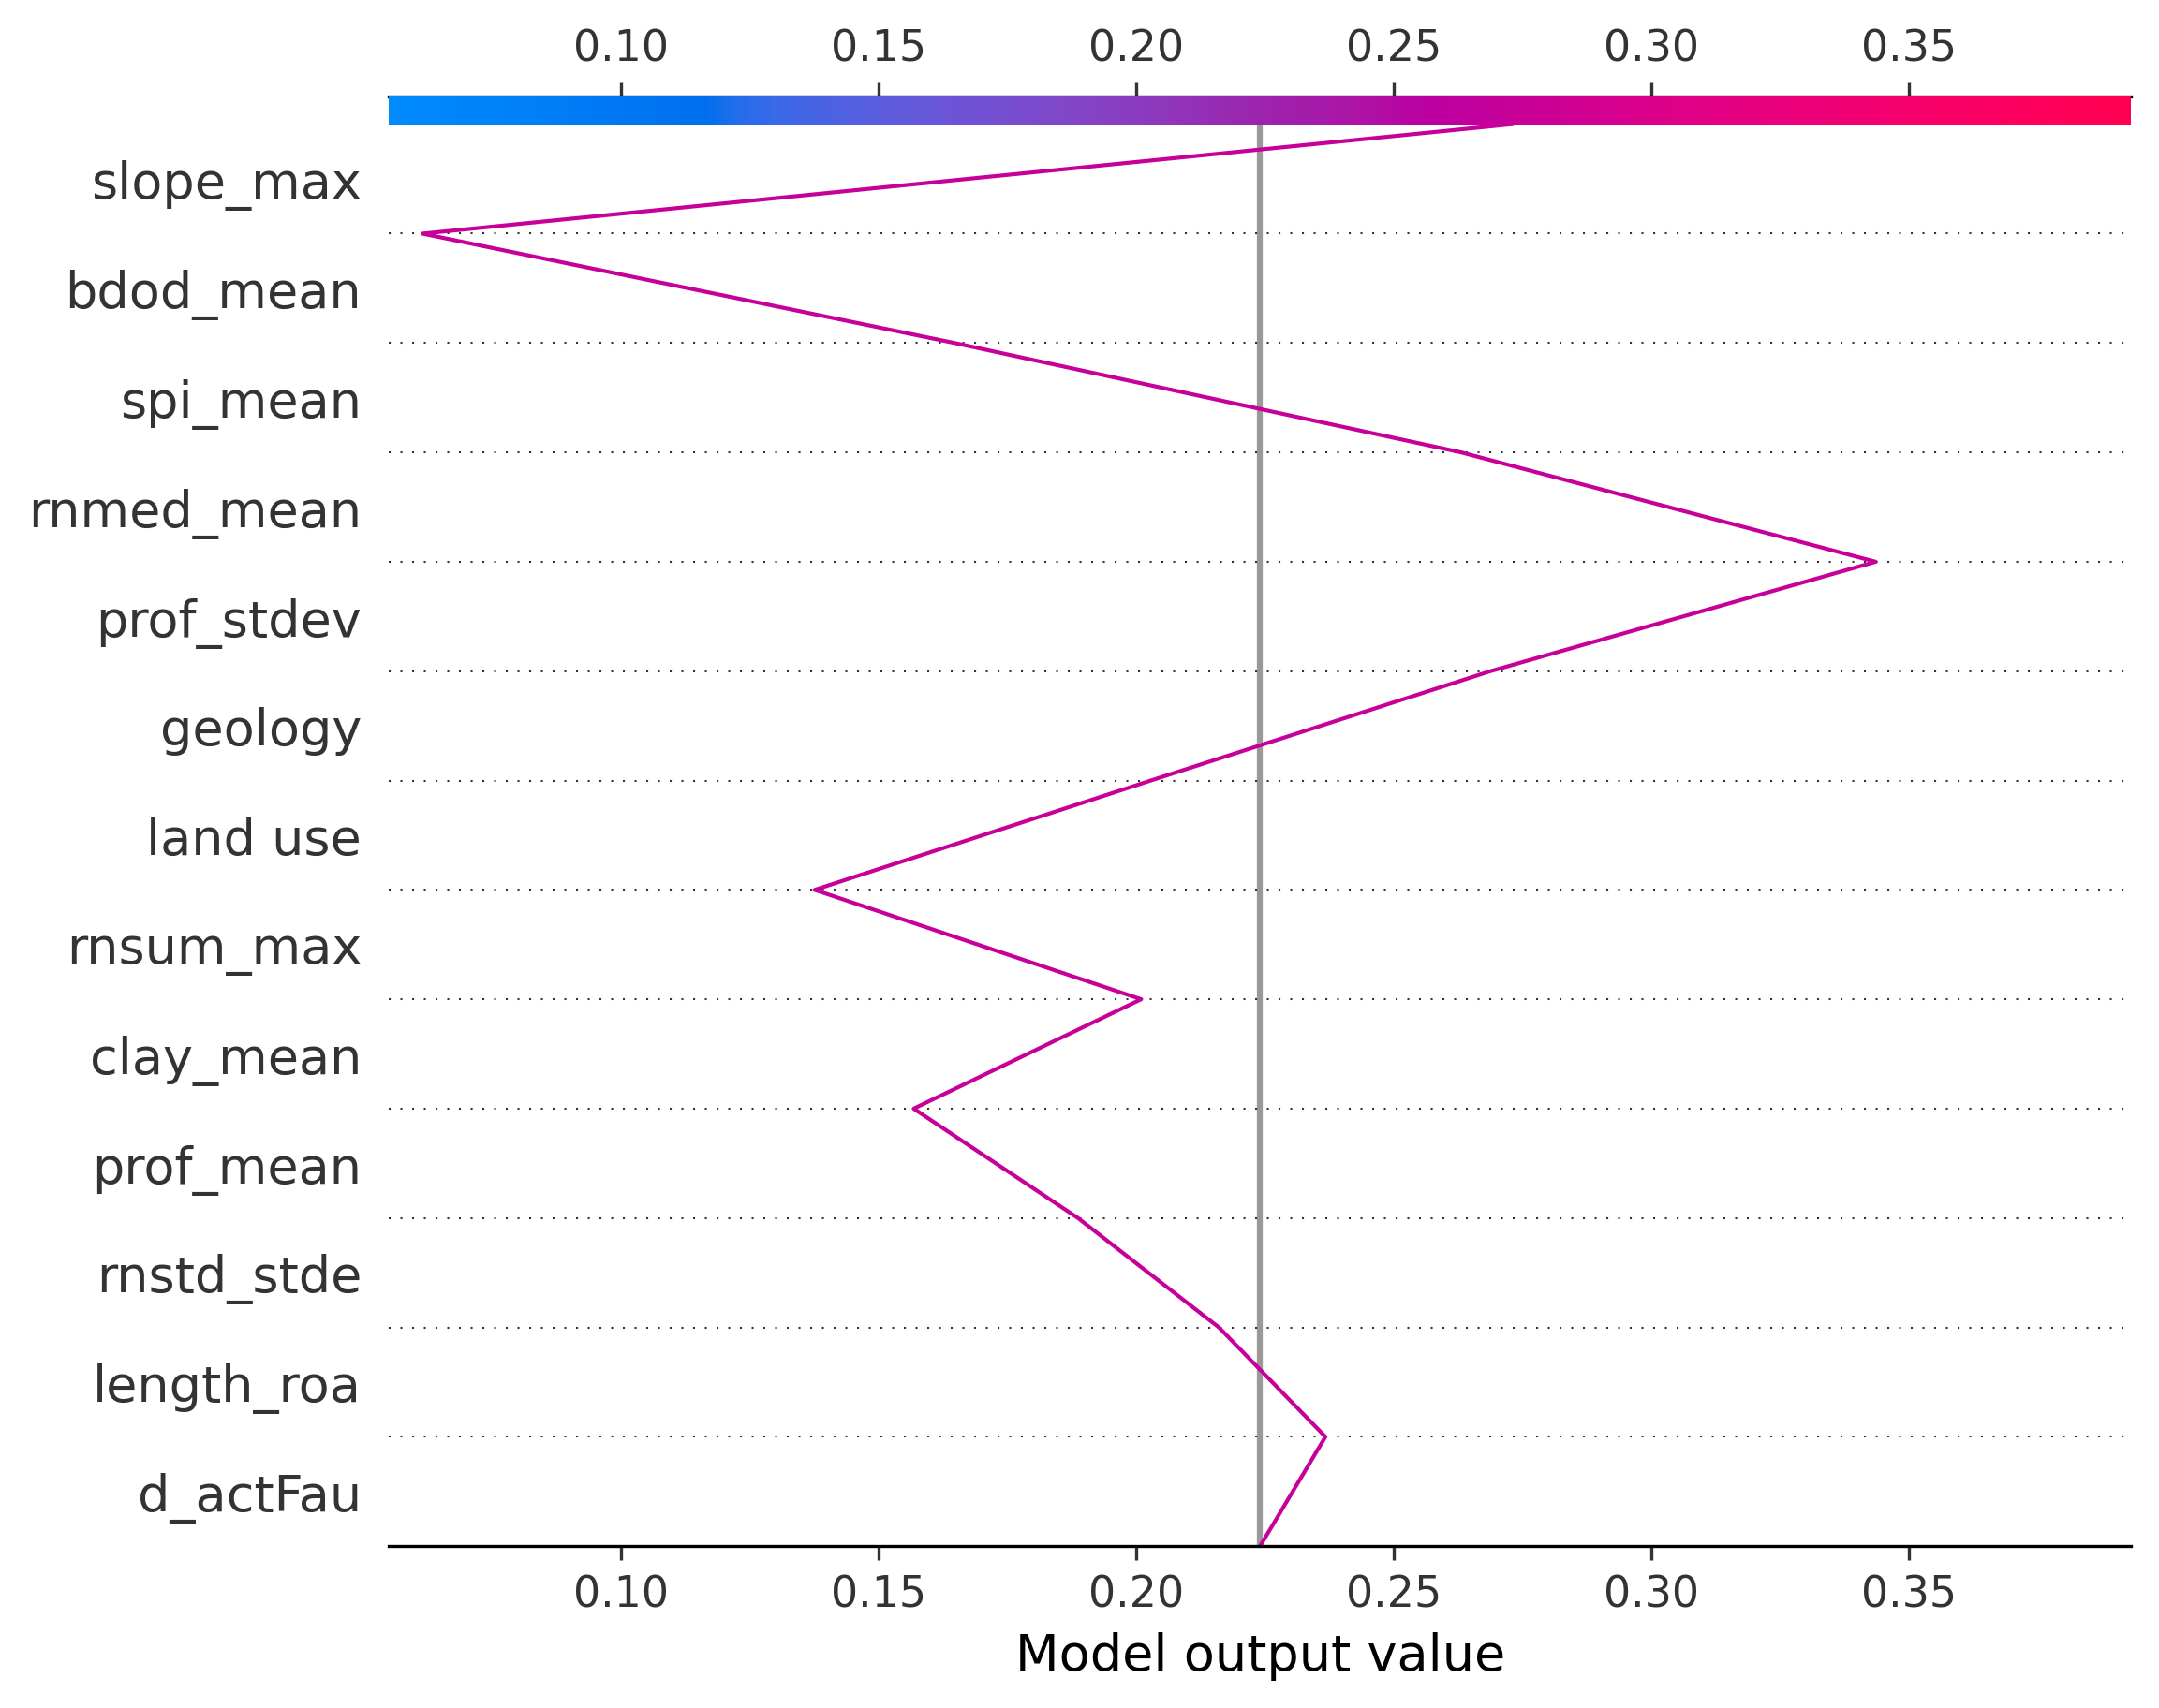 0.10 0.15 0.20 0.25 0.30 0.35
slope_max
bdod_mean
spi_mean
rnmed_mean
prof_stdev
geology
land use
rnsum_max
clay_mean
prof_mean
rnstd_stde
length_roa
d_actFau
0.10 0.15 0.20 0.25 0.30 0.35
Model output value